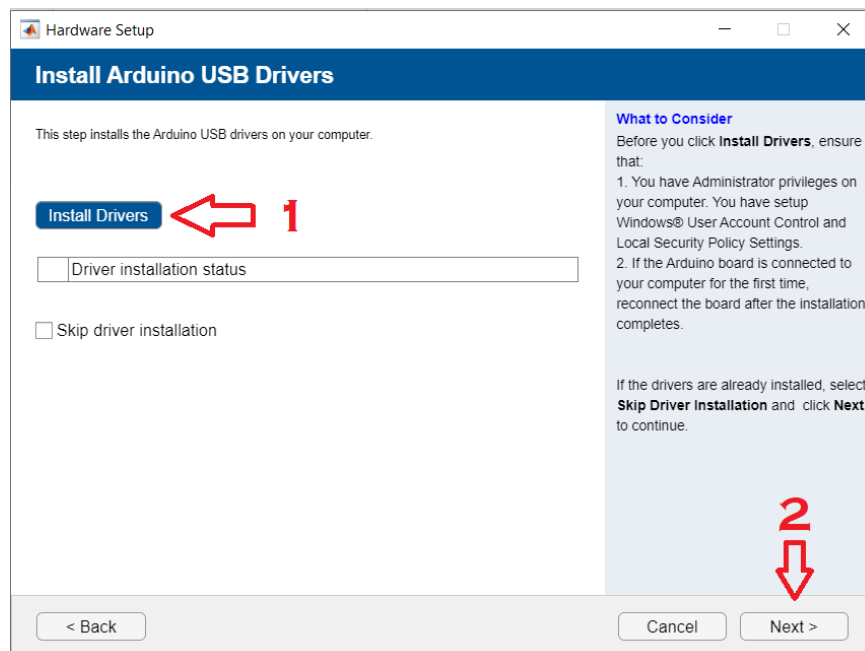 Hardware Setup
Install Arduino USB Drivers
This step installs the Arduino USB drivers on your computer.
Install Drivers
1
Driver installation status
Skip driver installation
What to Consider
Before you click Install Drivers, ensure
that:
1. You have Administrator privileges on
your computer. You have setup
Windows® User Account Control and
Local Security Policy Settings.
2. If the Arduino board is connected to
your computer for the first time,
reconnect the board after the installation
completes.
If the drivers are already installed, select
Skip Driver Installation and click Next
to continue.
2
< Back
Cancel
Next >